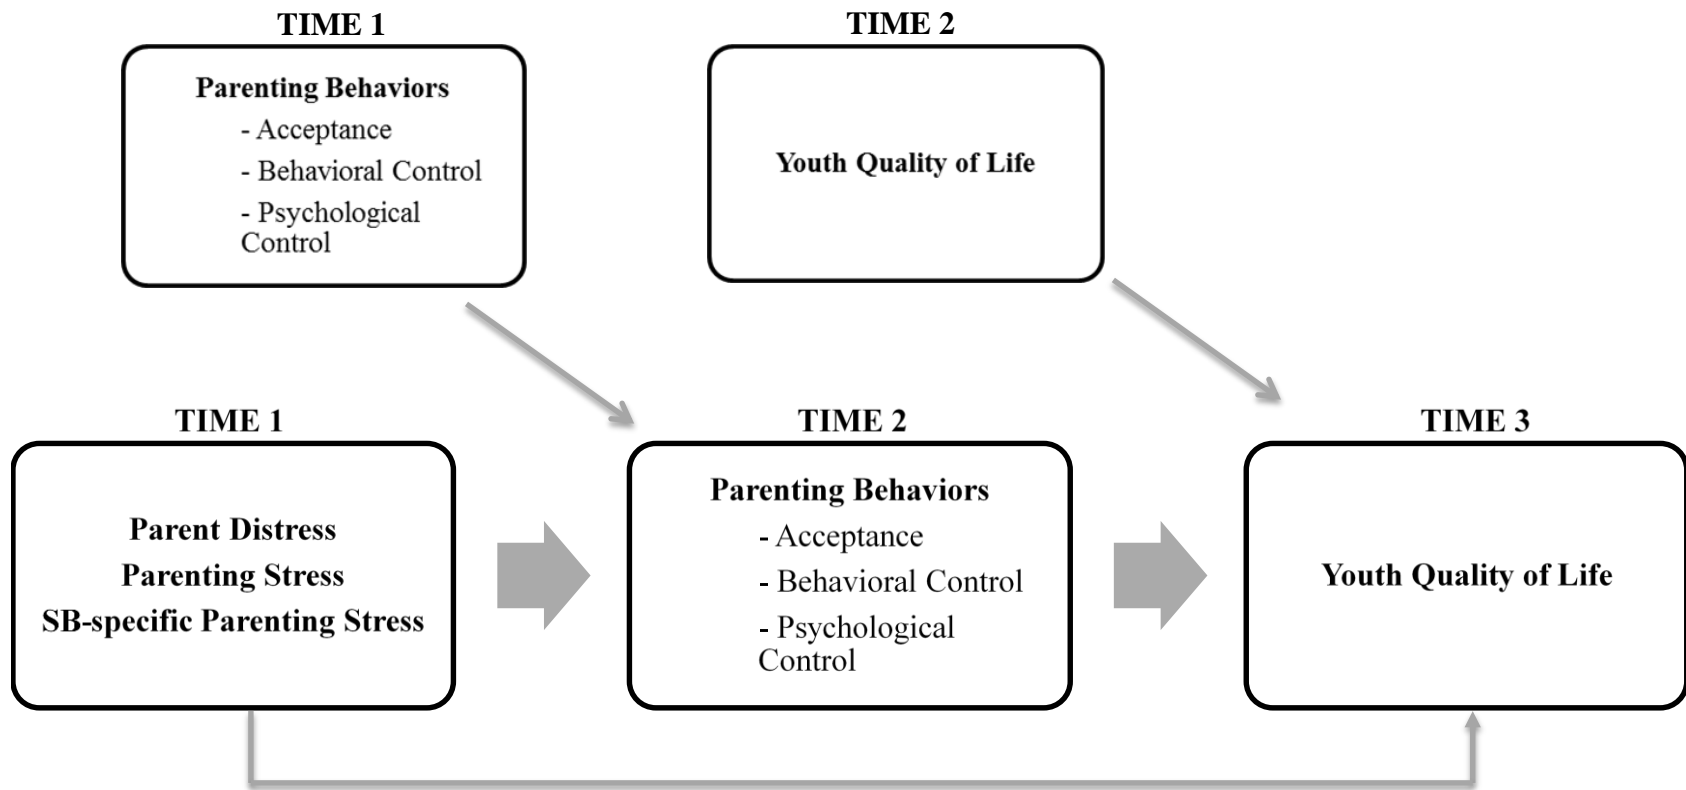 TIME 1
Parenting Behaviors
- Acceptance
- Behavioral Control
- Psychological
Control
TIME 2
Youth Quality of Life
TIME 1
Parent Distress
Parenting Stress
SB-specific Parenting Stress
TIME 2
Parenting Behaviors
- Acceptance
- Behavioral Control
- Psychological
Control
TIME 3
Youth Quality of Life